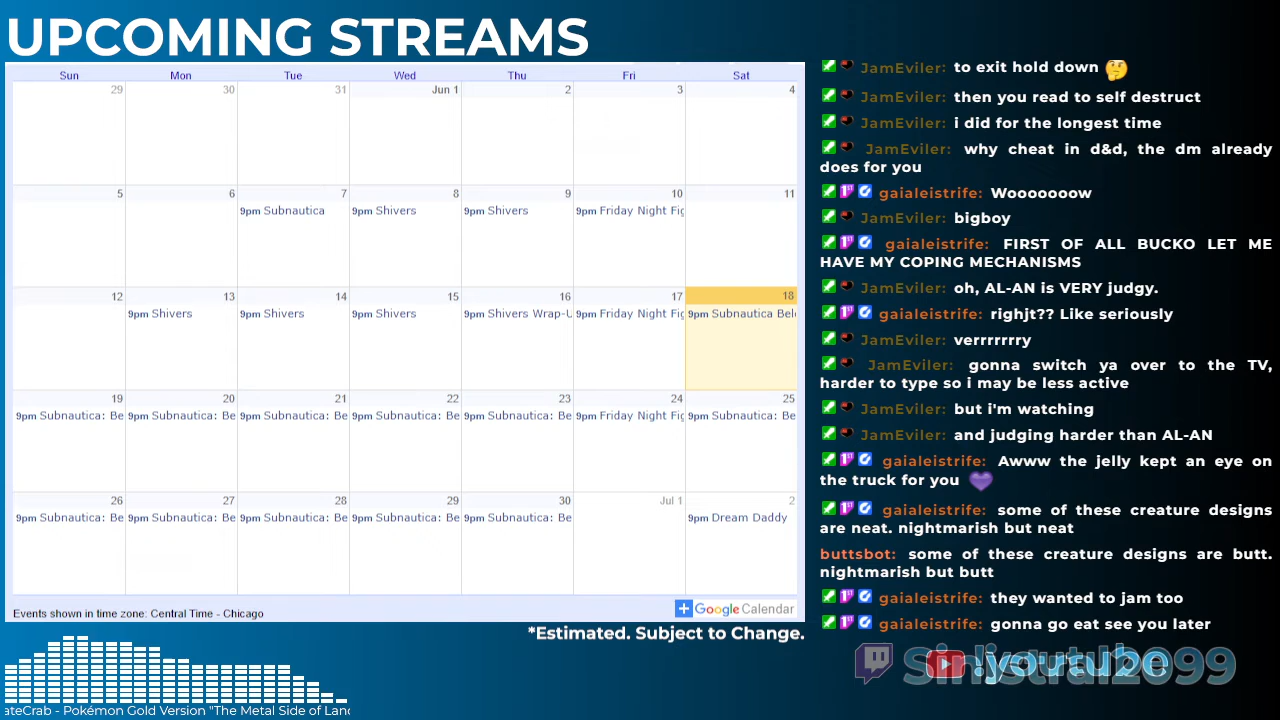 UPCOMING STREAMS
Sun Mon Tue Wed Thu Fri Sat
29 30 31 Jun 1 2 3 4
5 6 7 8 9 10 11
9pm Subnautica 9pm Shivers 9pm Shivers 9pm Friday Night Fig
12 13 14 15 16 17 18
9pm Shivers 9pm Shivers 9pm Shivers 9pm Shivers Wrap-U 9pm Friday Night Fig 9pm Subnautica Bel
19 20 21 22 23 24 25
9pm Subnautica: Be 9pm Subnautica: Be 9pm Subnautica: Be 9pm Subnautica: Be 9pm Subnautica: Be 9pm Friday Night Fig 9pm Subnautica: Be
26 27 28 29 30 Jul 1 2
9pm Subnautica: Be 9pm Subnautica: Be 9pm Subnautica: Be 9pm Subnautica: Be 9pm Subnautica: Be 9pm Dream Daddy
Events shown in time zone: Central Time - Chicago
Google Calendar
*Estimated. Subject to Change.
JamEviler: to exit hold down
JamEviler: then you read to self destruct
JamEviler: i did for the longest time
JamEviler: why cheat in d&d, the dm already
does for you
gaialeistrife: Wooooooow
JamEviler: bigboy
gaialeistrife: FIRST OF ALL BUCKO LET ME
HAVE MY COPING MECHANISMS
JamEviler: oh, AL-AN is VERY judgy.
gaialeistrife: righjt?? Like seriously
JamEviler: verrrrrrry
JamEviler: gonna switch ya over to the TV,
harder to type so i may be less active
JamEviler: but i'm watching
JamEviler: and judging harder than AL-AN
gaialeistrife: Awww the jelly kept an eye on
the truck for you
gaialeistrife: some of these creature designs
are neat. nightmarish but neat
buttsbot: some of these creature designs are butt.
nightmarish but butt
gaialeistrife: they wanted to jam too
gaialeistrife: gonna go eat see you later
Sinistral2099
!youtube
ateCrab - Pokémon Gold Version "The Metal Side of Lanc